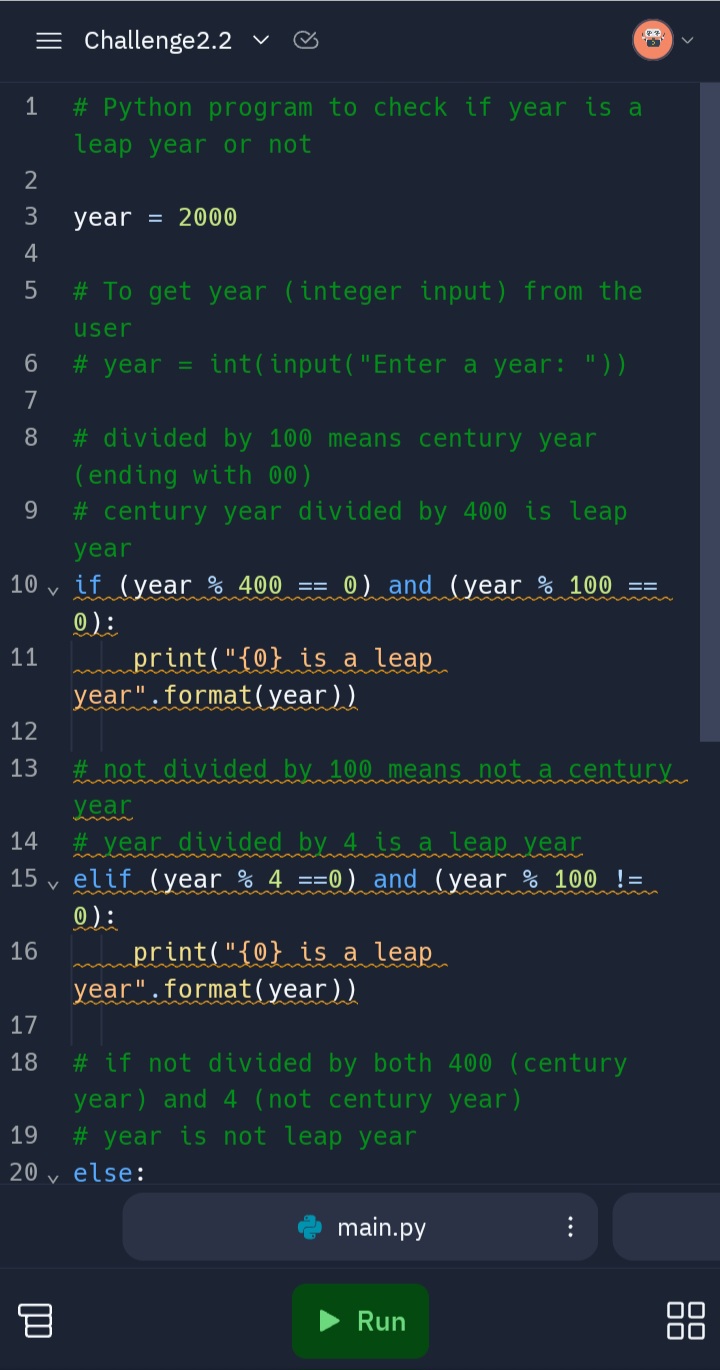 Challenge2.2
1 # Python program to check if year is a
leap year or not
2
3 year = 2000
4
5 # To get year (integer input) from the
user
6 # year = int(input("Enter a year: "))
7
8 # divided by 100 means century year
(ending with 00)
9 # century year divided by 400 is leap
year
10 if (year % 400 == 0) and (year % 100 ==
0):
11     print("{0} is a leap
year".format(year))
12
13 # not divided by 100 means not a century
year
14 # year divided by 4 is a leap year
15 elif (year % 4 ==0) and (year % 100 !=
0):
16     print("{0} is a leap
year".format(year))
17
18 # if not divided by both 400 (century
year) and 4 (not century year)
19 # year is not leap year
20 else:
main.py
Run